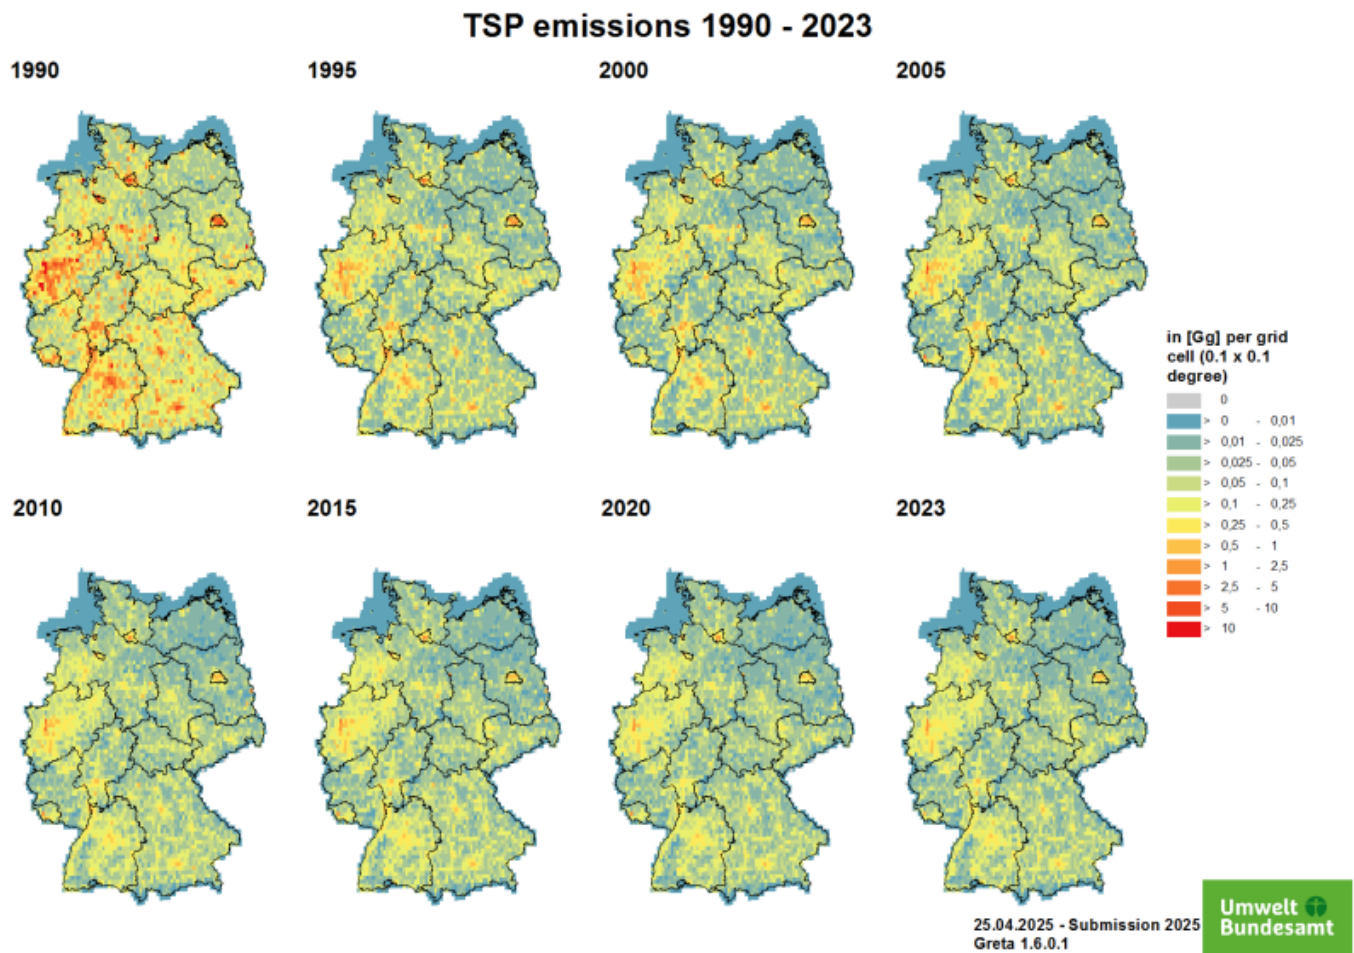 TSP emissions 1990 - 2023
1990
1995
2000
2005
in [Gg] per grid
cell (0.1 x 0.1
degree)
0
> 0 - 0,01
> 0,01 - 0,025
> 0,025 - 0,05
> 0,05 - 0,1
> 0,1 - 0,25
> 0,25 - 0,5
> 0,5 - 1
> 1 - 2,5
> 2,5 - 5
> 5 - 10
> 10
2010
2015
2020
2023
25.04.2025 - Submission 2025
Greta 1.6.0.1
Umwelt
Bundesamt